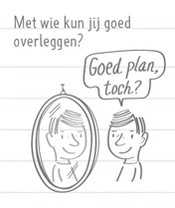 Met wie kun jij goed
overleggen?
Goed plan,
toch?